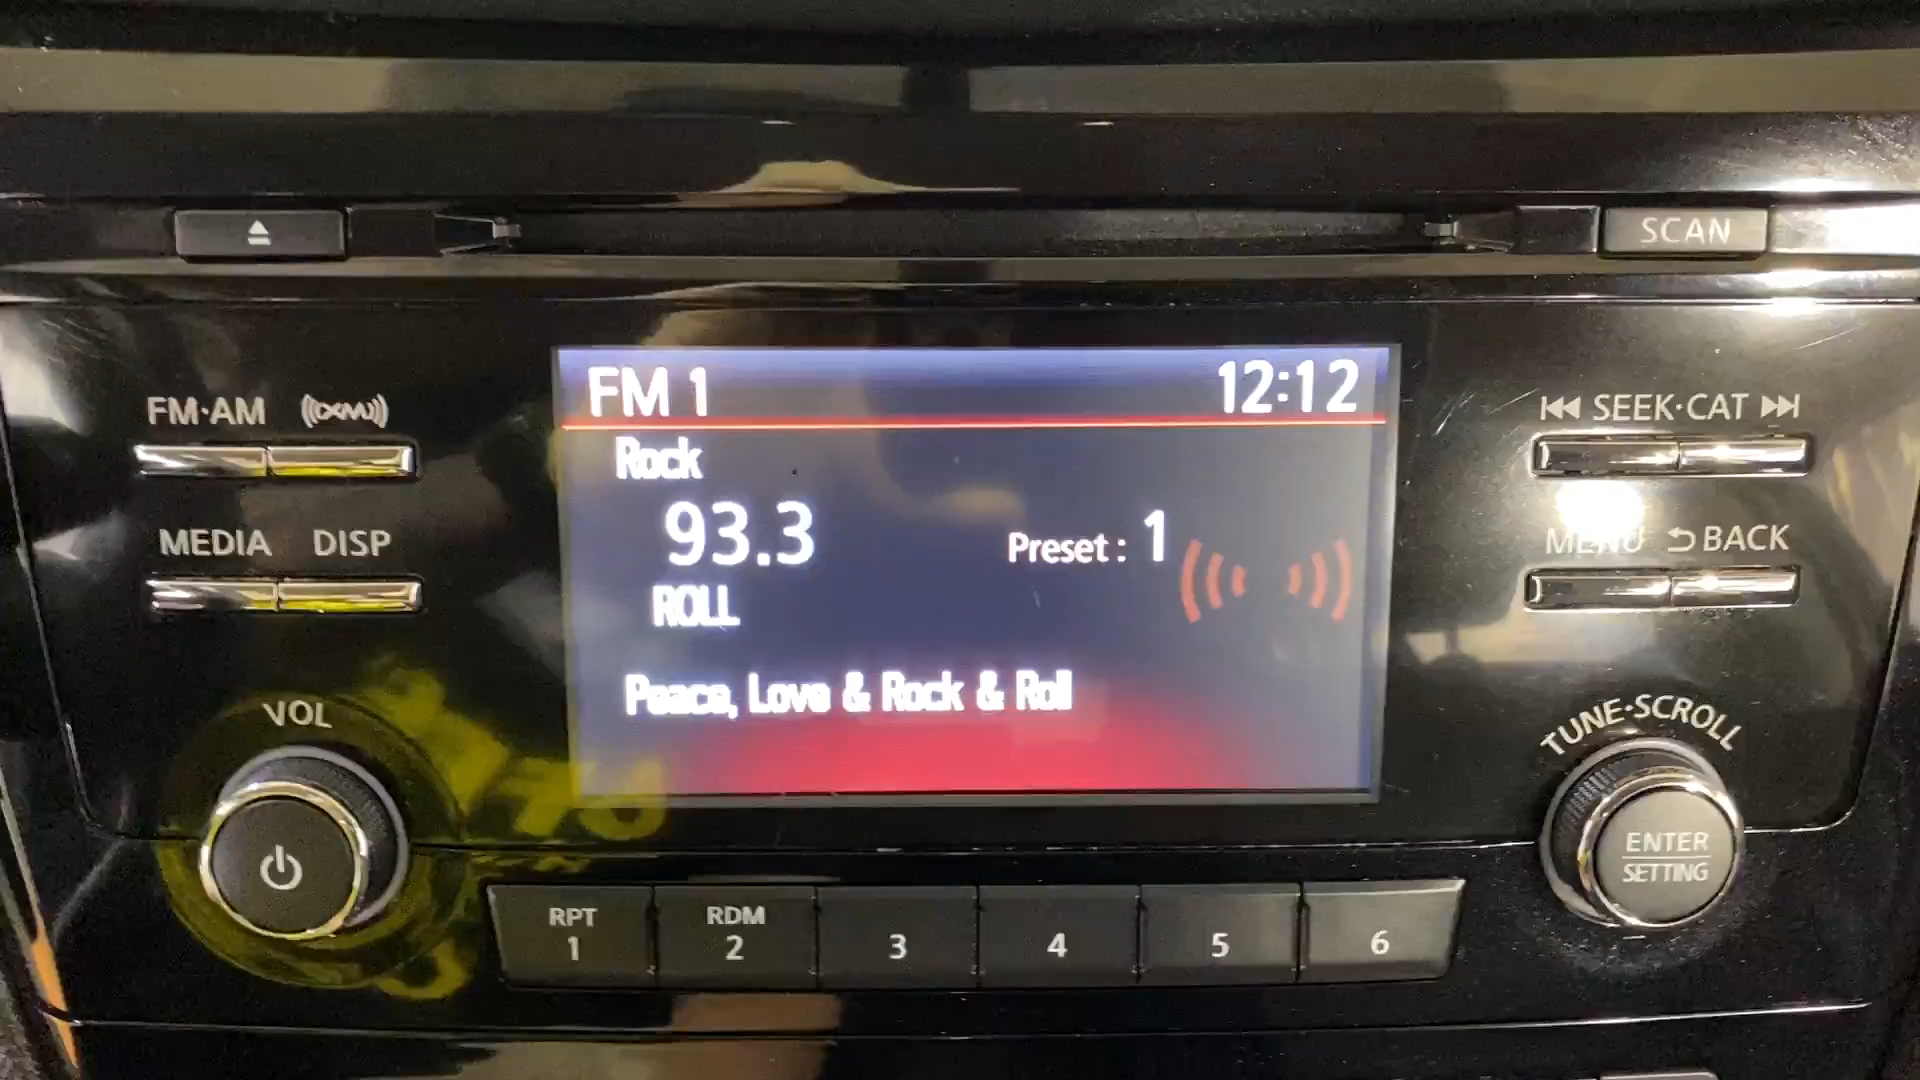 SCAN
FM 1 12:12
FM·AM XM
SEEK·CAT
Rock
93.3
Preset : 1
MEDIA DISP
MENU BACK
ROLL
Peace, Love & Rock & Roll
VOL
TUNE·SCROLL
ENTER
SETTING
RPT
1
RDM
2
3
4
5
6